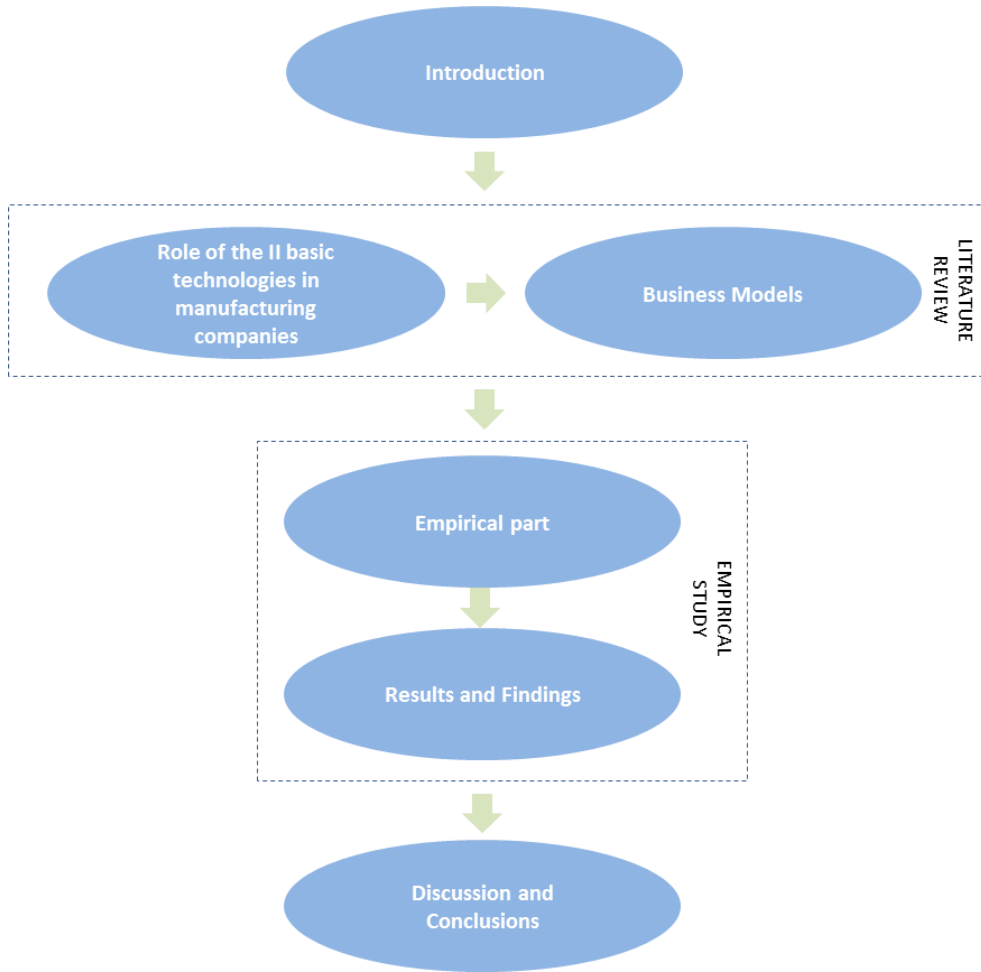 Introduction
Role of the II basic
technologies in
manufacturing
companies
Business Models
LITERATURE
REVIEW
Empirical part
EMPIRICAL
STUDY
Results and Findings
Discussion and
Conclusions